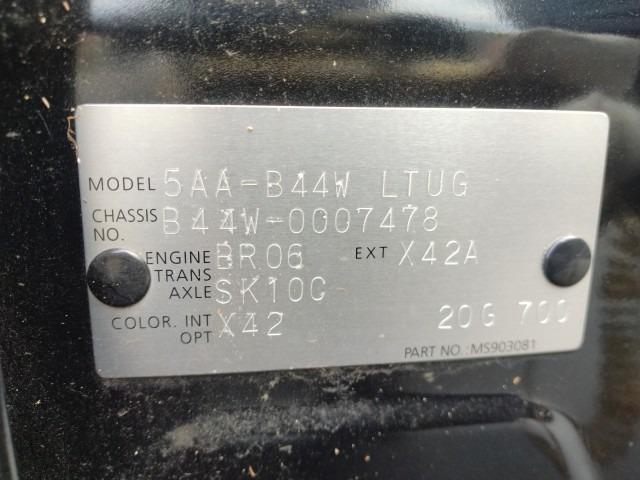 MODEL 5AA-B44W LTUG
CHASSIS NO. B44W-0007478
ENGINE BR06 EXT X42A
TRANS AXLE SK10C
COLOR. INT X42 20G 700
OPT
PART NO.: MS903081